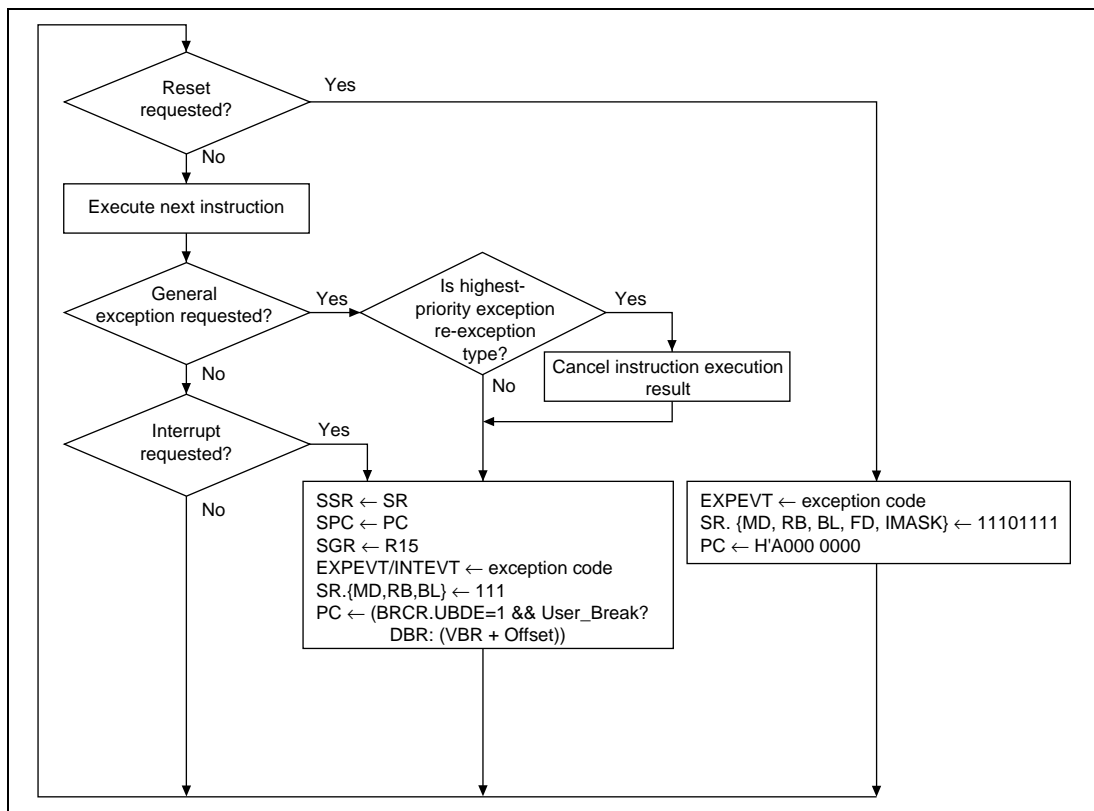 Reset
requested?
Yes
No
Execute next instruction
General
exception requested?
Yes
No
Is highest-
priority exception
re-exception
type?
Yes
No
Cancel instruction execution
result
Interrupt
requested?
Yes
No
SSR ← SR
SPC ← PC
SGR ← R15
EXPEVT/INTEVT ← exception code
SR.{MD,RB,BL} ← 111
PC ← (BRCR.UBDE=1 && User_Break?
DBR: (VBR + Offset))
EXPEVT ← exception code
SR. {MD, RB, BL, FD, IMASK} ← 11101111
PC ← H'A000 0000